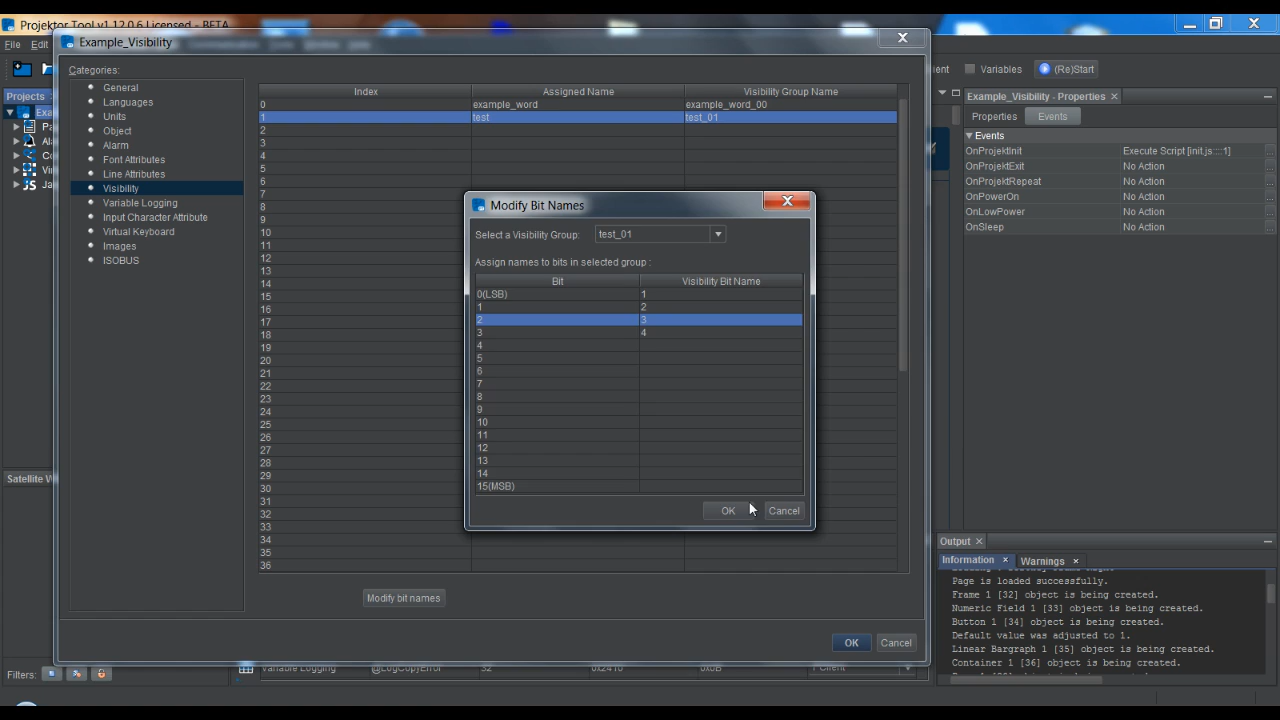 Projektor Tool v1.12.0.6 Licensed - BETA
File Edit
Example_Visibility
Categories:
General
Languages
Units
Object
Alarm
Font Attributes
Line Attributes
Visibility
Variable Logging
Input Character Attribute
Virtual Keyboard
Images
ISOBUS
Index Assigned Name Visibility Group Name
0 example_word example_word_00
1 test test_01
2
3
4
5
6
7
8
9
10
11
12
13
14
15
16
17
18
19
20
21
22
23
24
25
26
27
28
29
30
31
32
33
34
35
36
Modify bit names
OK Cancel
Modify Bit Names
Select a Visibility Group: test_01
Assign names to bits in selected group :
Bit Visibility Bit Name
0(LSB) 1
1 2
2 3
3 4
4
5
6
7
8
9
10
11
12
13
14
15(MSB)
OK Cancel
Projects
Satellite
Filters:
Variable Logging @LogCopyError 32 0x2410 0x0B
Variables (Re)Start
Example_Visibility - Properties
Properties Events
Events
OnProjektInit Execute Script [init.js::::1]
OnProjektExit No Action
OnProjektRepeat No Action
OnPowerOn No Action
OnLowPower No Action
OnSleep No Action
Output
Information Warnings
Page is loaded successfully.
Frame 1 [32] object is being created.
Numeric Field 1 [33] object is being created.
Button 1 [34] object is being created.
Default value was adjusted to 1.
Linear Bargraph 1 [35] object is being created.
Container 1 [36] object is being created.